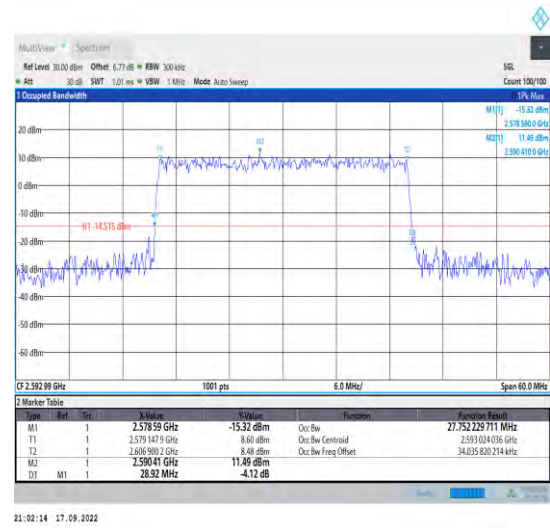 MultiView Spectrum
Ref Level 30.00 dBm Offset 6.77 dB RBW 300 kHz SGL
Att 30 dB SWT 1.01 ms VBW 1 MHz Mode Auto Sweep Count 100/100
1 Occupied Bandwidth 1Pk Max
M1[1] -15.32 dBm
2.578 590 0 GHz
M2[1] 11.49 dBm
2.590 410 0 GHz
20 dBm
M2
T1
T2
10 dBm
0 dBm
-10 dBm
M1
H1 -14.515 dBm
D3
-20 dBm
-30 dBm
-40 dBm
-50 dBm
-60 dBm
CF 2.592 99 GHz 1001 pts 6.0 MHz/ Span 60.0 MHz
2 Marker Table
Type Ref Trc X-Value Y-Value Function Function Result
M1 1 2.578 59 GHz -15.32 dBm Occ Bw 27.752 229 711 MHz
T1 1 2.579 147 9 GHz 8.60 dBm Occ Bw Centroid 2.593 024 036 GHz
T2 1 2.606 900 2 GHz 8.48 dBm Occ Bw Freq Offset 34.035 820 214 kHz
M2 1 2.590 41 GHz 11.49 dBm
D3 M1 1 28.92 MHz -4.12 dB
21:02:14 17.09.2022